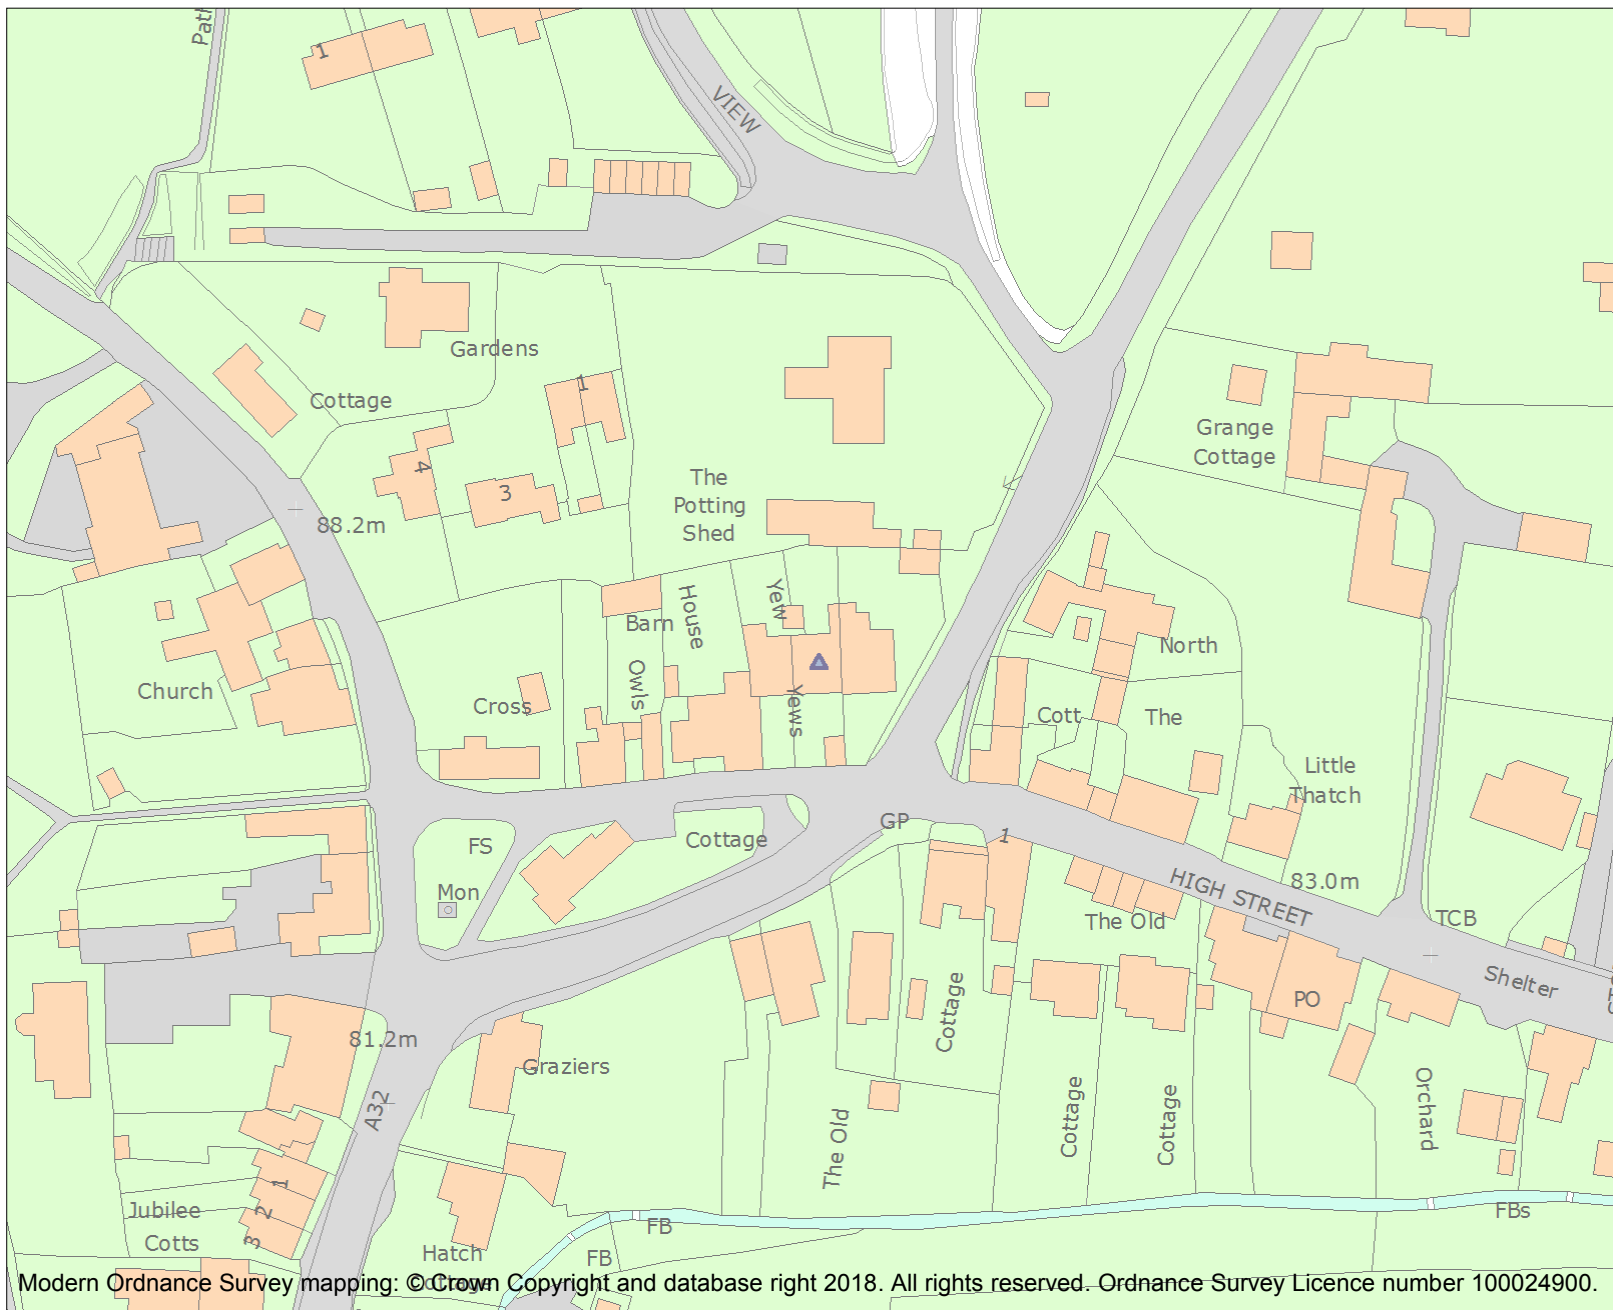 Path
1
VIEW
Gardens
Cottage
1
4
3
88.2m
The
Potting
Shed
Grange
Cottage
Yew
House
Barn
North
Owls
Church
Cross
Yews
Cott
The
Little
Thatch
GP
1
FS
Cottage
Mon
HIGH STREET
83.0m
The Old
TCB
Shelter
PO
Cottage
81.2m
Graziers
A32
The Old
Cottage
Cottage
Orchard
1
2
3
Jubilee
Cotts
FB
FBs
FB
Hatch
Cottage
Modern Ordnance Survey mapping: © Crown Copyright and database right 2018. All rights reserved. Ordnance Survey Licence number 100024900.